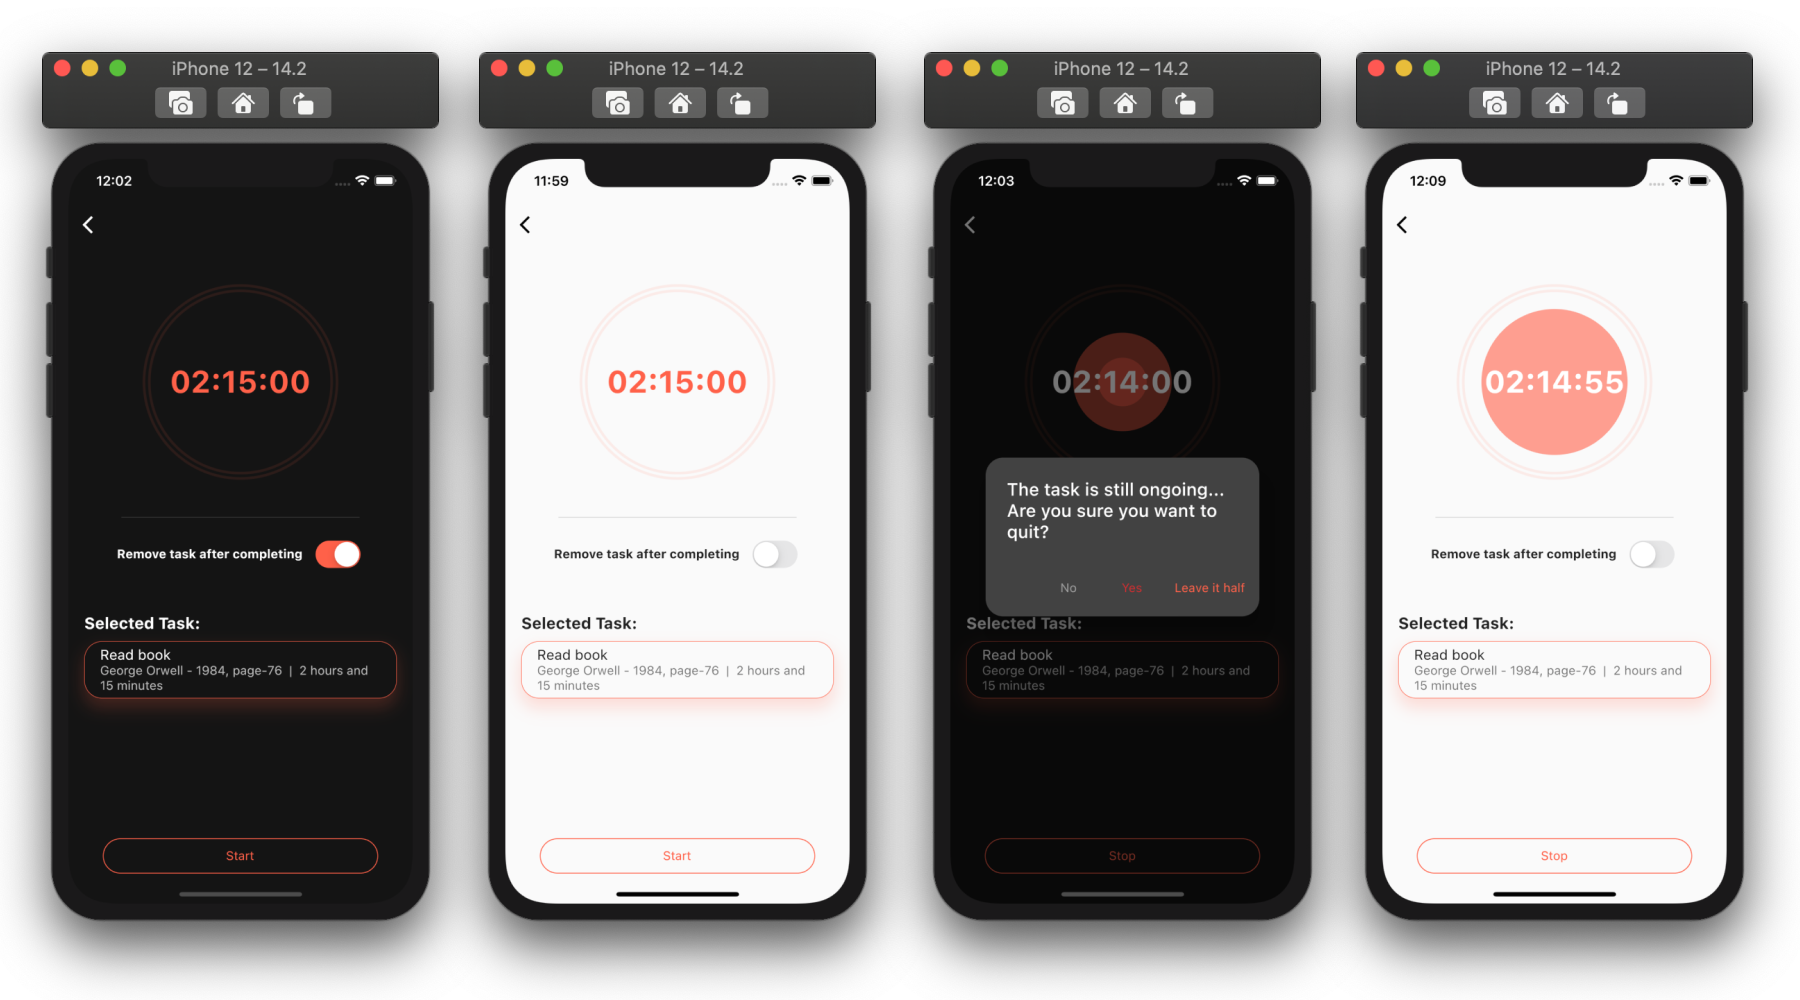 iPhone 12 – 14.2
12:02
02:15:00
Remove task after completing
Selected Task:
Read book
George Orwell - 1984, page-76 | 2 hours and
15 minutes
Start
iPhone 12 – 14.2
11:59
02:15:00
Remove task after completing
Selected Task:
Read book
George Orwell - 1984, page-76 | 2 hours and
15 minutes
Start
iPhone 12 – 14.2
12:03
02:14:00
The task is still ongoing...
Are you sure you want to
quit?
No Yes Leave it half
Selected Task:
Read book
George Orwell - 1984, page-76 | 2 hours and
15 minutes
Stop
iPhone 12 – 14.2
12:09
02:14:55
Remove task after completing
Selected Task:
Read book
George Orwell - 1984, page-76 | 2 hours and
15 minutes
Stop